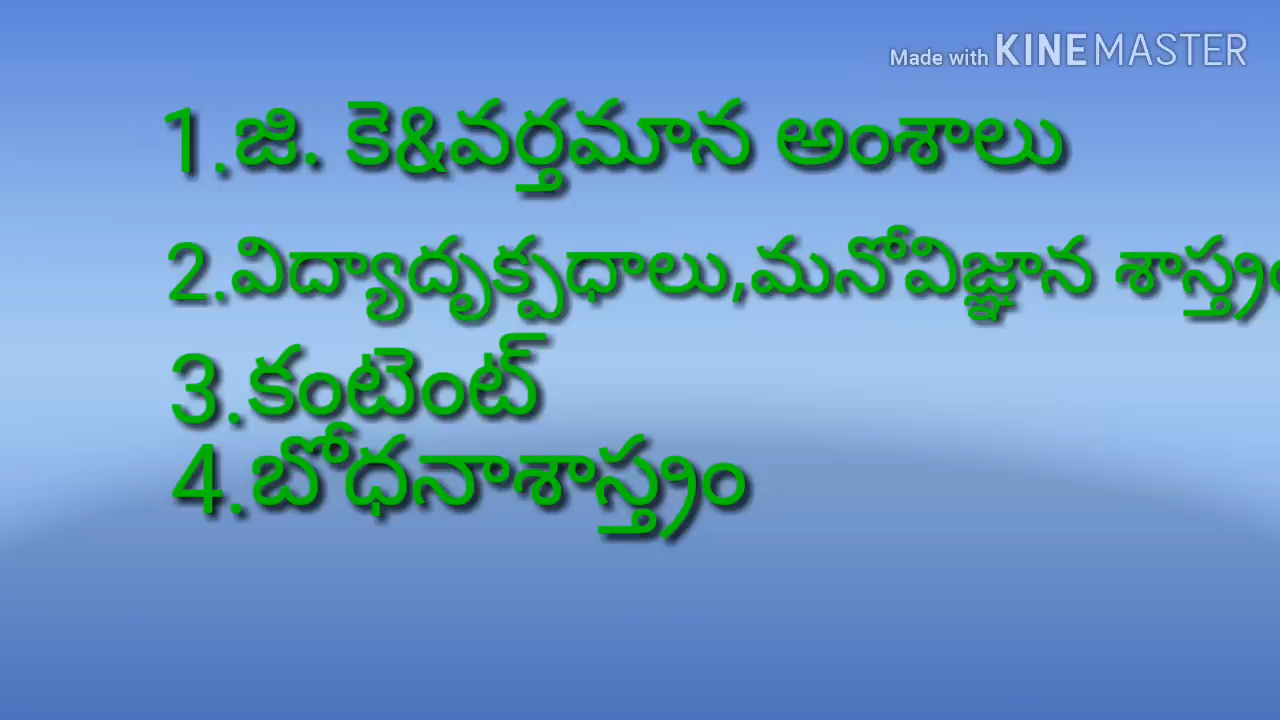 Made with KINEMASTER
1.జి. కె&వర్తమాన అంశాలు
2.విద్యాదృక్పధాలు,మనోవిజ్ఞాన శాస్త్రం
3.కంటెంట్
4.బోధనాశాస్త్రం